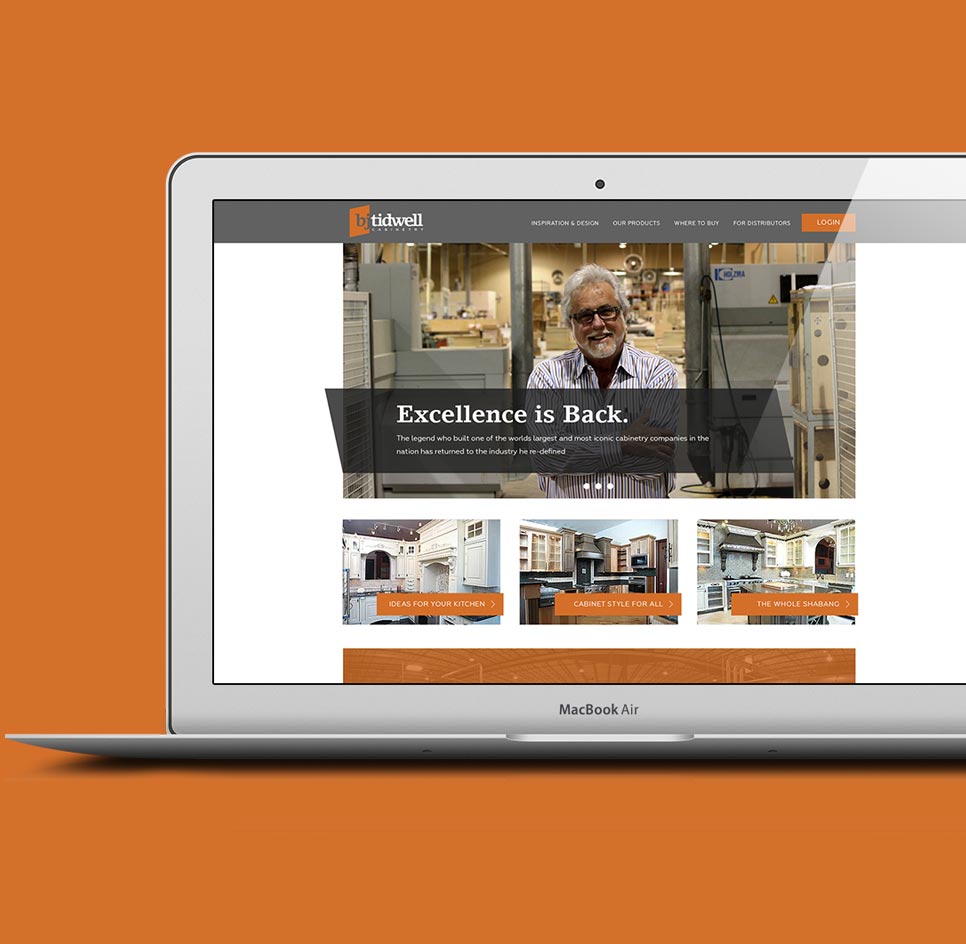 bjtidwell
CABINETRY
INSPIRATION & DESIGN
OUR PRODUCTS
WHERE TO BUY
FOR DISTRIBUTORS
LOGIN
HOLZMA
Excellence is Back.
The legend who built one of the worlds largest and most iconic cabinetry companies in the
nation has returned to the industry he re-defined
IDEAS FOR YOUR KITCHEN
CABINET STYLE FOR ALL
THE WHOLE SHABANG
MacBook Air